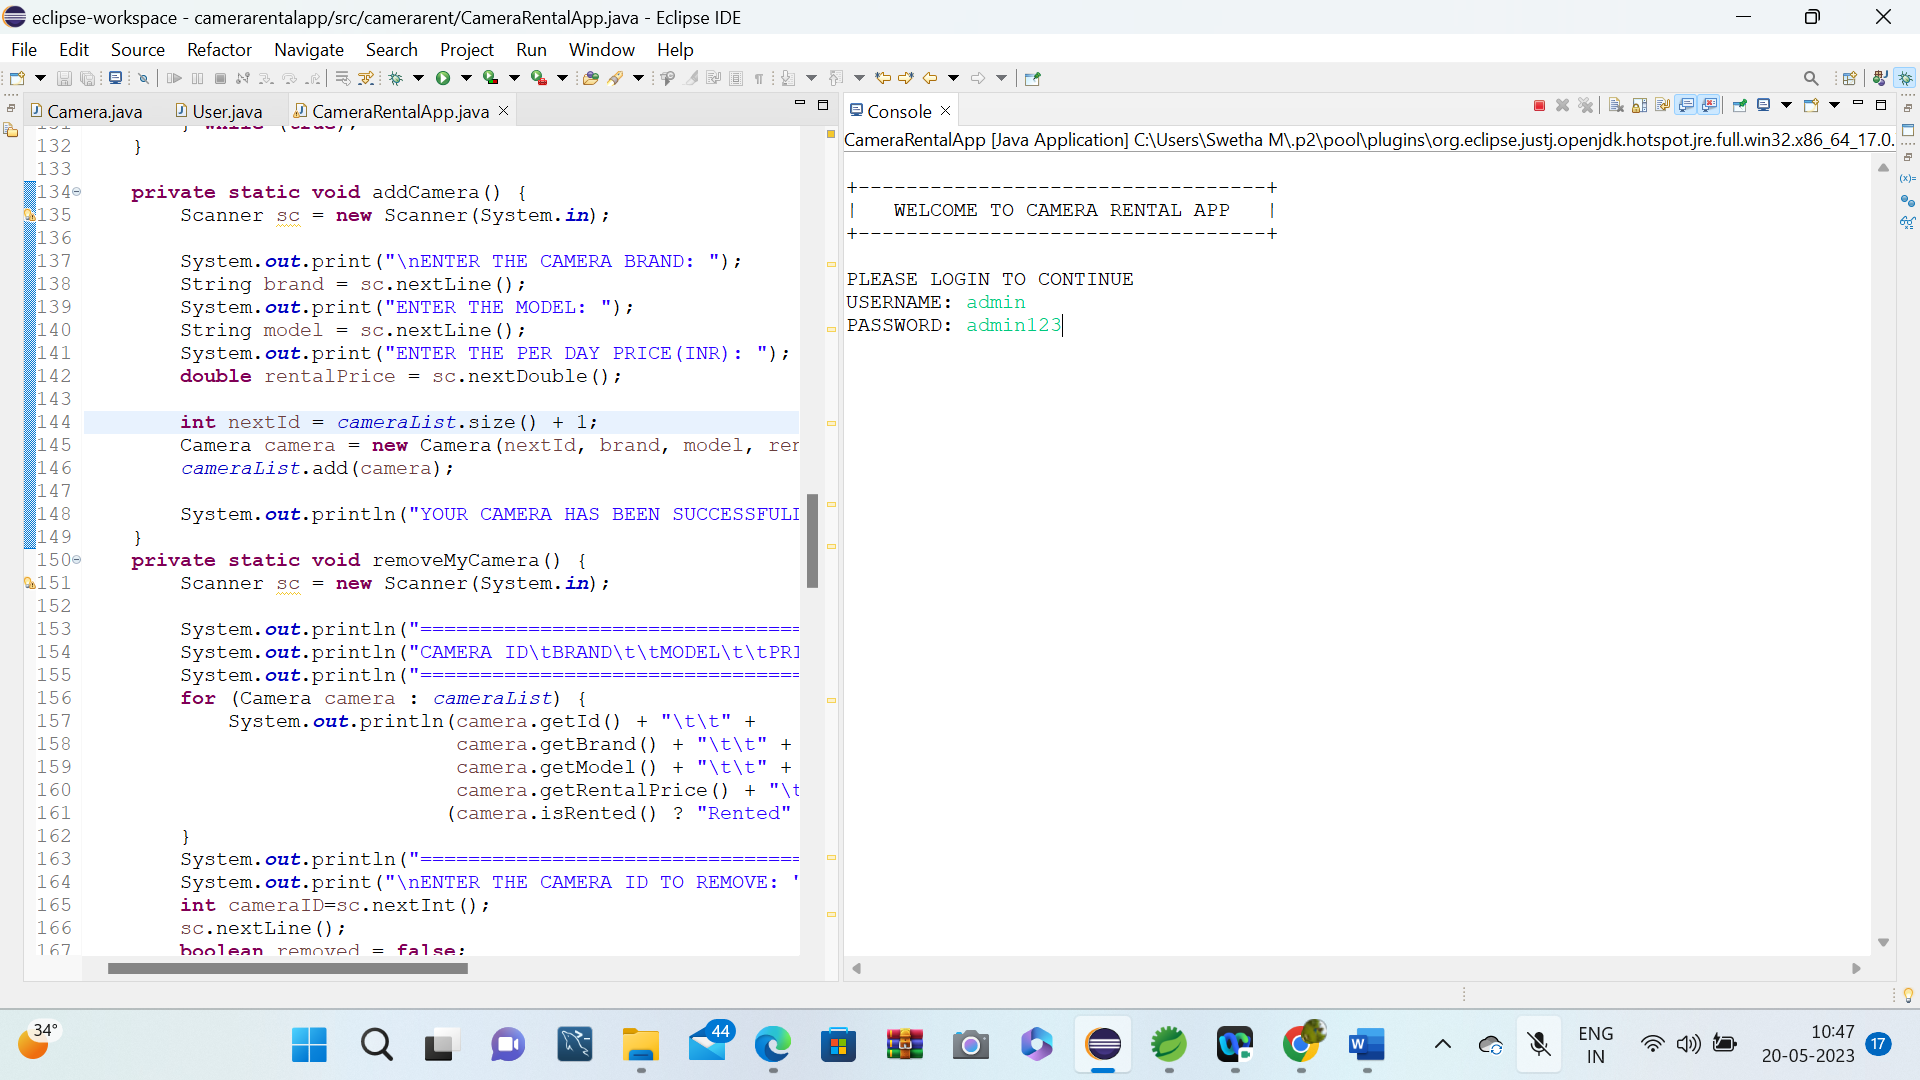 eclipse-workspace - camerarentalapp/src/camerarent/CameraRentalApp.java - Eclipse IDE
File Edit Source Refactor Navigate Search Project Run Window Help
Camera.java User.java CameraRentalApp.java
132 }
133
134 private static void addCamera() {
135 Scanner sc = new Scanner(System.in);
136
137 System.out.print("\nENTER THE CAMERA BRAND: ");
138 String brand = sc.nextLine();
139 System.out.print("ENTER THE MODEL: ");
140 String model = sc.nextLine();
141 System.out.print("ENTER THE PER DAY PRICE(INR): ");
142 double rentalPrice = sc.nextDouble();
143
144 int nextId = cameraList.size() + 1;
145 Camera camera = new Camera(nextId, brand, model, ren
146 cameraList.add(camera);
147
148 System.out.println("YOUR CAMERA HAS BEEN SUCCESSFULL
149 }
150 private static void removeMyCamera() {
151 Scanner sc = new Scanner(System.in);
152
153 System.out.println("================================
154 System.out.println("CAMERA ID\tBRAND\t\tMODEL\t\tPRI
155 System.out.println("================================
156 for (Camera camera : cameraList) {
157 System.out.println(camera.getId() + "\t\t" +
158 camera.getBrand() + "\t\t" +
159 camera.getModel() + "\t\t" +
160 camera.getRentalPrice() + "\t
161 (camera.isRented() ? "Rented"
162 }
163 System.out.println("================================
164 System.out.print("\nENTER THE CAMERA ID TO REMOVE: "
165 int cameraID=sc.nextInt();
166 sc.nextLine();
167 boolean removed = false;
Console
CameraRentalApp [Java Application] C:\Users\Swetha M\.p2\pool\plugins\org.eclipse.justj.openjdk.hotspot.jre.full.win32.x86_64_17.0.
+----------------------------------+
| WELCOME TO CAMERA RENTAL APP |
+----------------------------------+
PLEASE LOGIN TO CONTINUE
USERNAME: admin
PASSWORD: admin123
34°
44
ENG
IN
10:47
20-05-2023
17